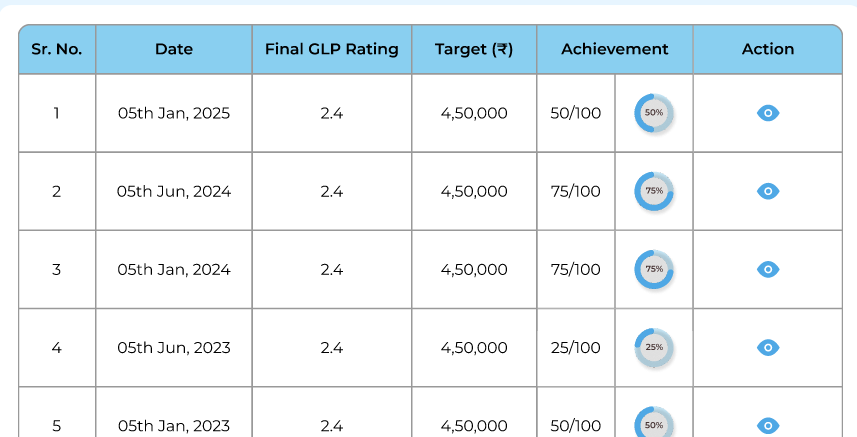 Sr. No. Date Final GLP Rating Target (₹) Achievement Action
1 05th Jan, 2025 2.4 4,50,000 50/100 50%
2 05th Jun, 2024 2.4 4,50,000 75/100 75%
3 05th Jan, 2024 2.4 4,50,000 75/100 75%
4 05th Jun, 2023 2.4 4,50,000 25/100 25%
5 05th Jan, 2023 2.4 4,50,000 50/100 50%